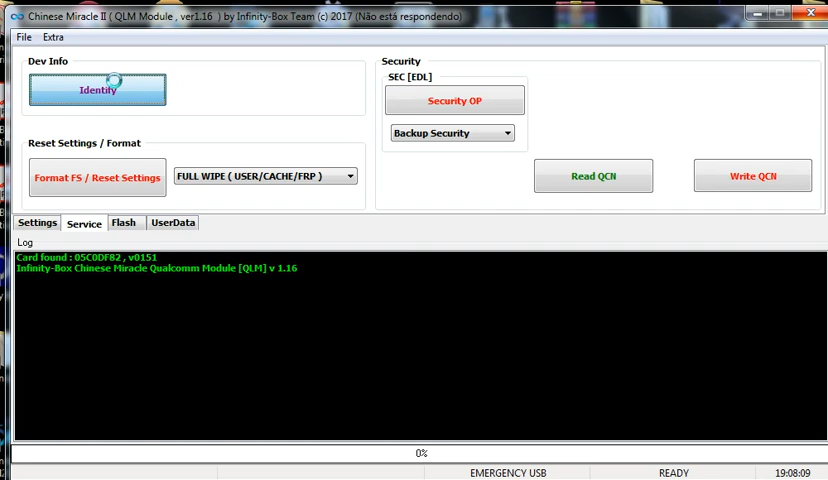 Chinese Miracle II ( QLM Module , ver1.16 ) by Infinity-Box Team (c) 2017 (Não está respondendo)
File Extra
Dev Info
Identify
Security
SEC [EDL]
Security OP
Backup Security
Reset Settings / Format
Format FS / Reset Settings
FULL WIPE ( USER/CACHE/FRP )
Read QCN
Write QCN
Settings Service Flash UserData
Log
Card found : 05C0DF82 , v0151
Infinity-Box Chinese Miracle Qualcomm Module [QLM] v 1.16
0%
EMERGENCY USB READY 19:08:09